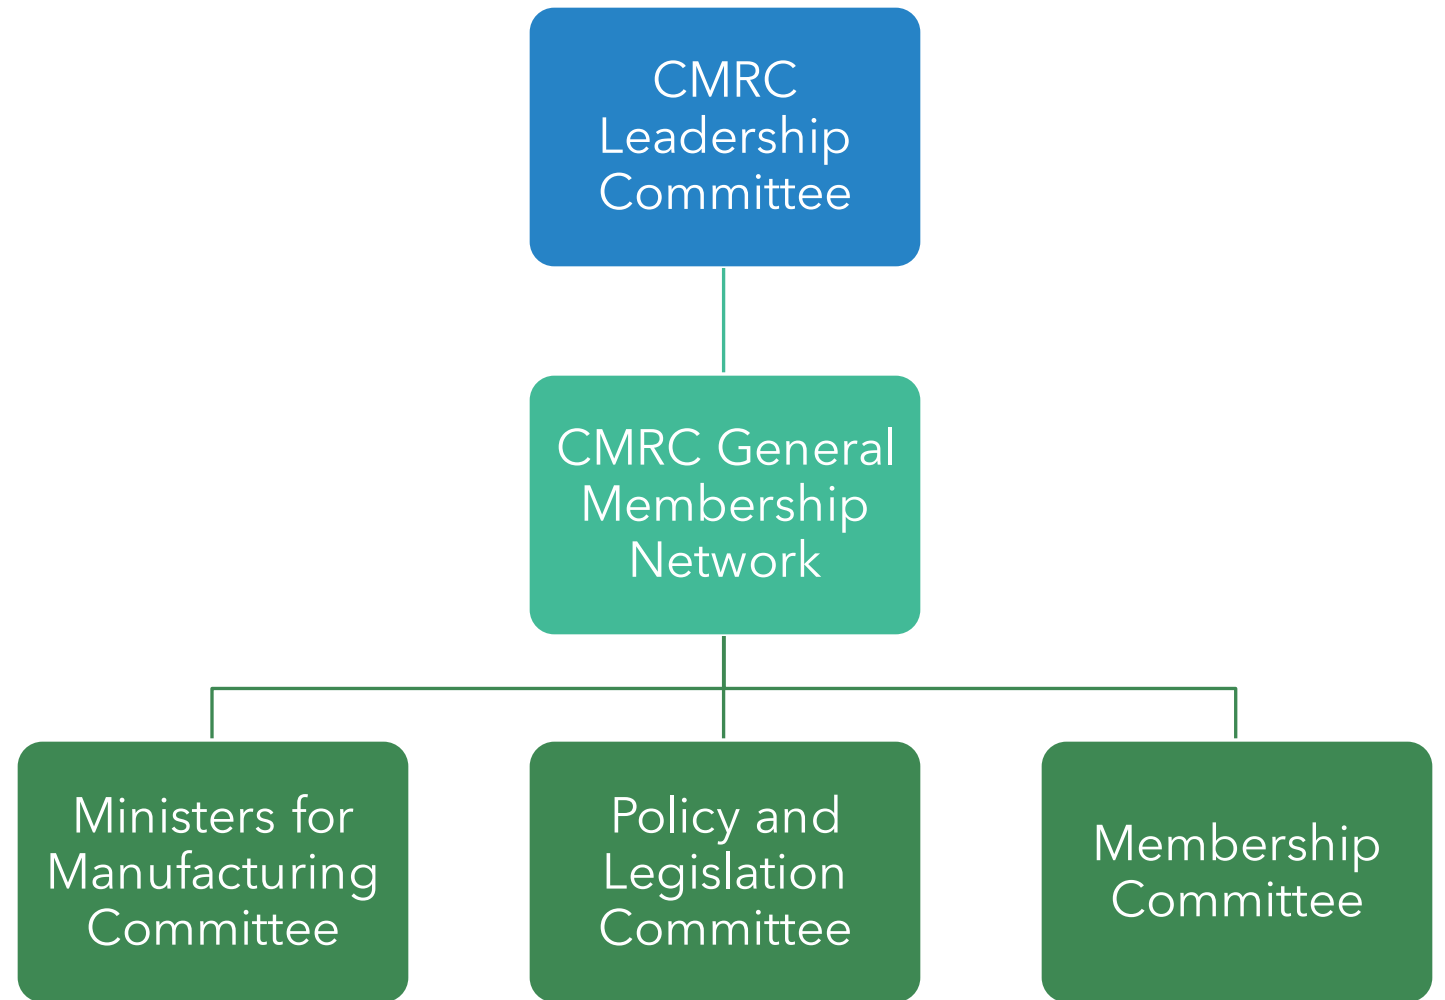 CMRC
Leadership
Committee
CMRC General
Membership
Network
Ministers for
Manufacturing
Committee
Policy and
Legislation
Committee
Membership
Committee